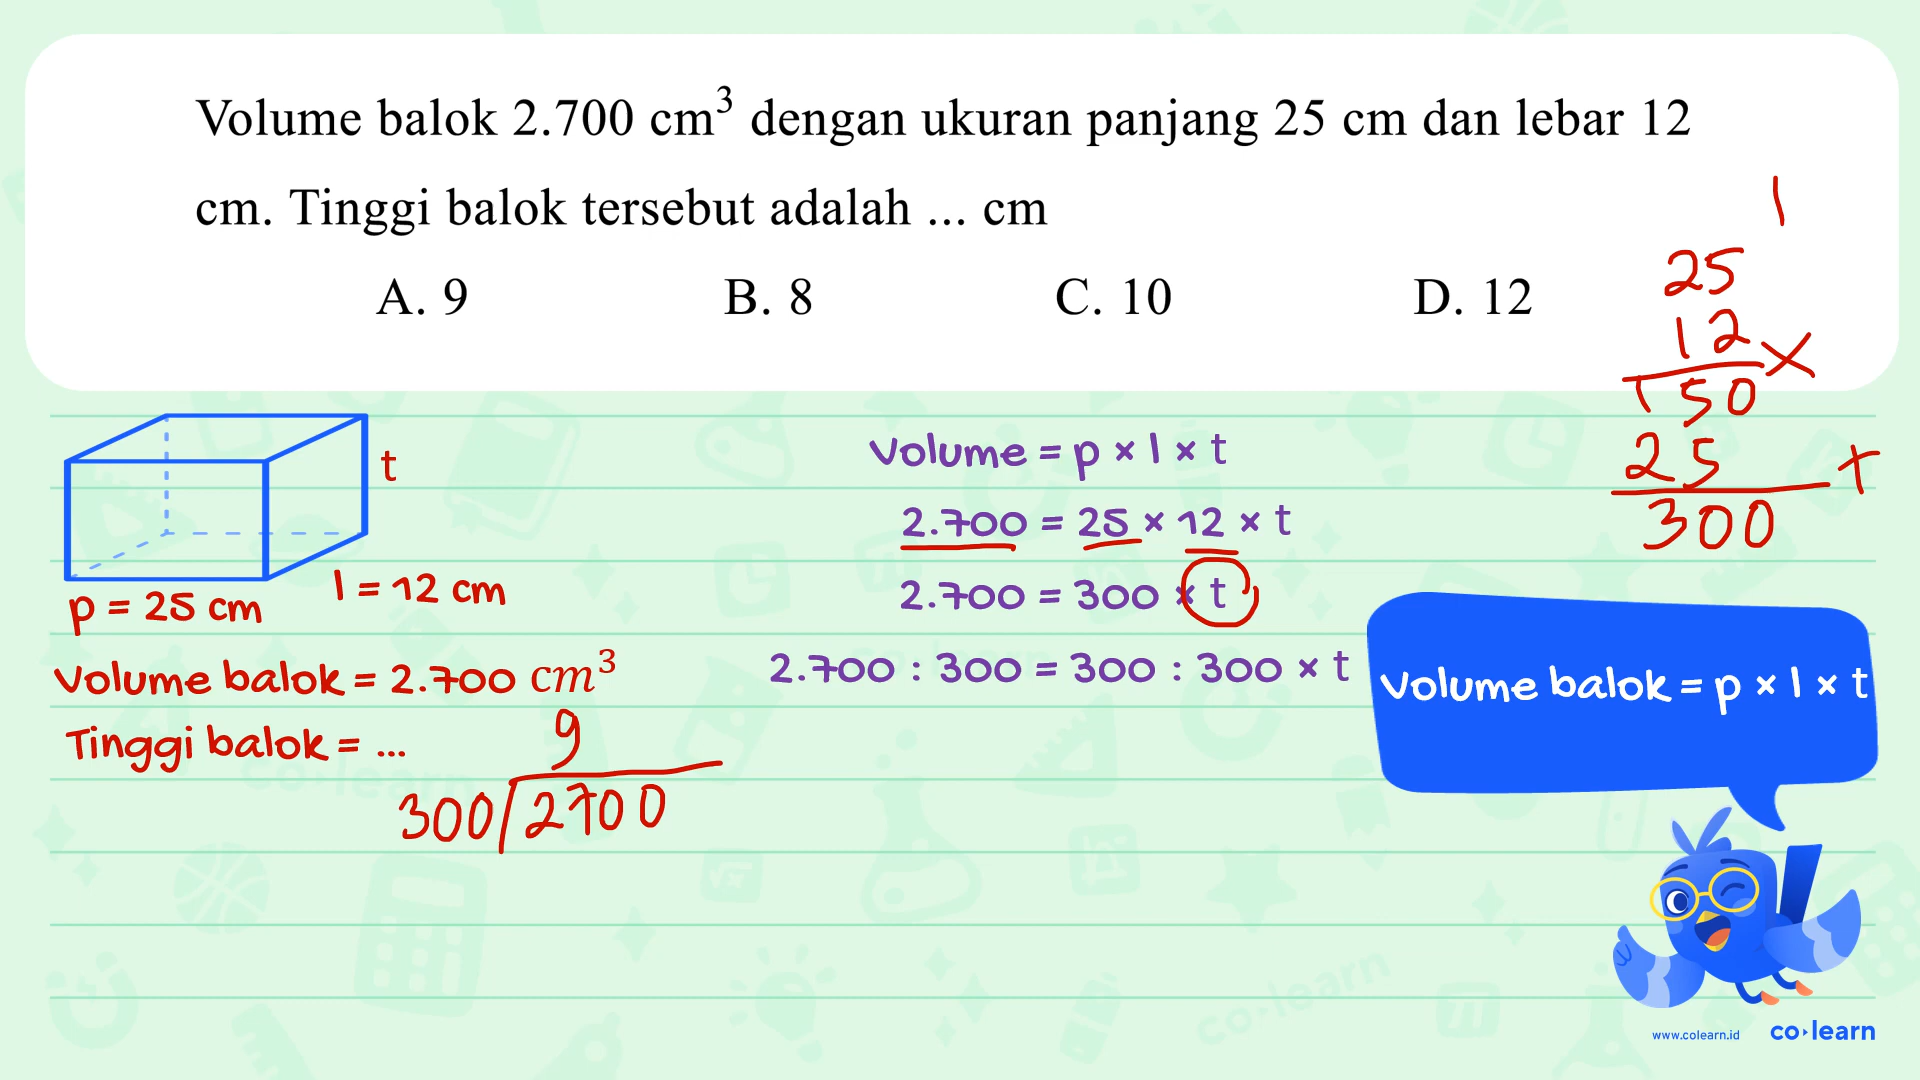 Volume balok 2.700 cm³ dengan ukuran panjang 25 cm dan lebar 12
cm. Tinggi balok tersebut adalah ... cm
A. 9 B. 8 C. 10 D. 12
1
25
12 ×
150
25 +
300
t
p = 25 cm
l = 12 cm
Volume balok = 2.700 cm³
Tinggi balok = ...
9
300 2700
Volume = p × l × t
2.700 = 25 × 12 × t
2.700 = 300 × t
2.700 : 300 = 300 : 300 × t
Volume balok = p × l × t
www.colearn.id
co·learn